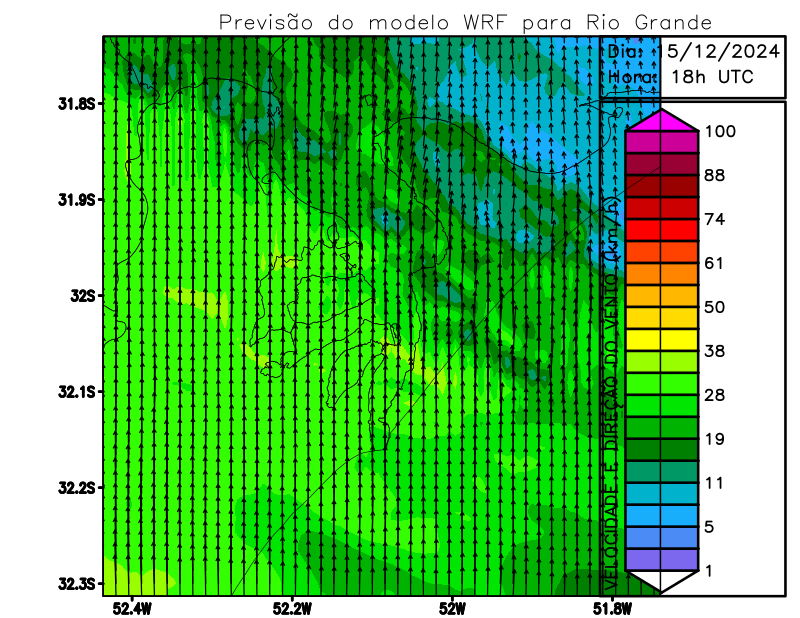 Previsão do modelo WRF para Rio Grande
Dia: 15/12/2024
Hora: 18h UTC
31.8S
31.9S
32S
32.1S
32.2S
32.3S
52.4W
52.2W
52W
51.8W
VELOCIDADE E DIREÇÃO DO VENTO (km/h)
100
88
74
61
50
38
28
19
11
5
1